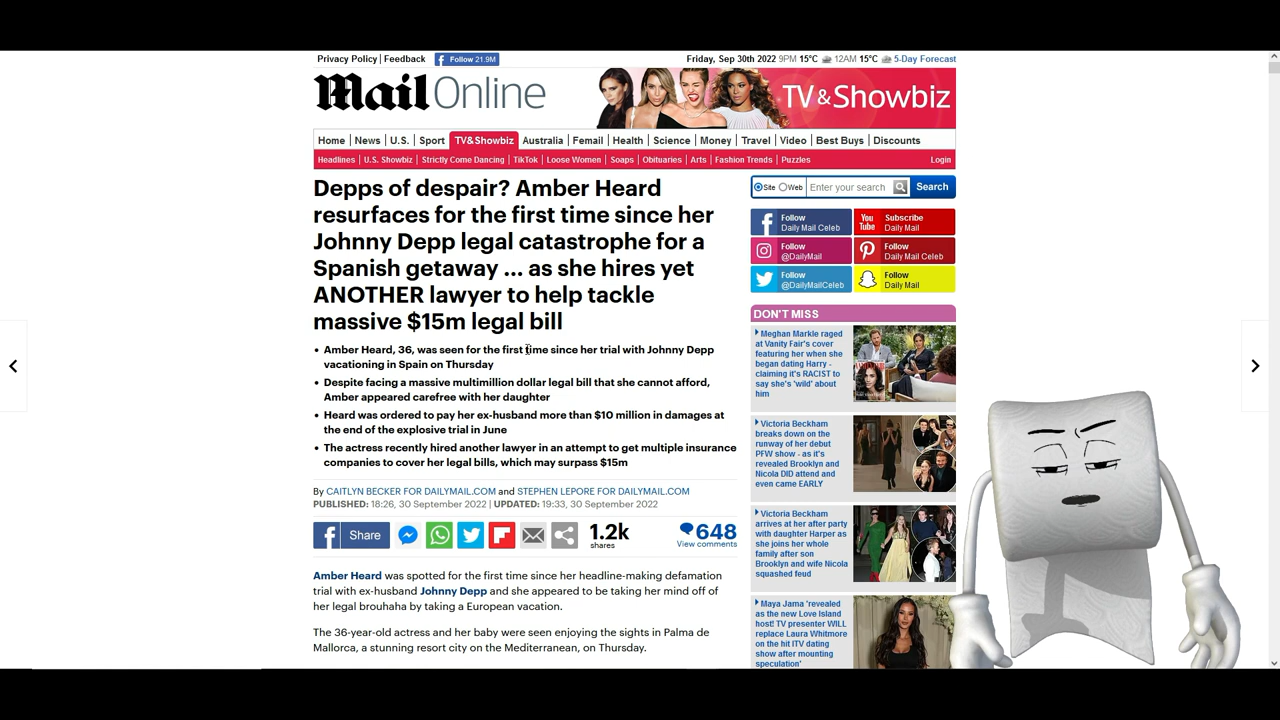 Privacy Policy | Feedback
Follow 21.9M
Friday, Sep 30th 2022 9PM 15°C 12AM 15°C 5-Day Forecast
Mail Online
TV&Showbiz
Home | News | U.S. | Sport | TV&Showbiz | Australia | Femail | Health | Science | Money | Travel | Video | Best Buys | Discounts
Headlines | U.S. Showbiz | Strictly Come Dancing | TikTok | Loose Women | Soaps | Obituaries | Arts | Fashion Trends | Puzzles
Login
Depps of despair? Amber Heard
resurfaces for the first time since her
Johnny Depp legal catastrophe for a
Spanish getaway ... as she hires yet
ANOTHER lawyer to help tackle
massive $15m legal bill
• Amber Heard, 36, was seen for the first time since her trial with Johnny Depp
vacationing in Spain on Thursday
• Despite facing a massive multimillion dollar legal bill that she cannot afford,
Amber appeared carefree with her daughter
• Heard was ordered to pay her ex-husband more than $10 million in damages at
the end of the explosive trial in June
• The actress recently hired another lawyer in an attempt to get multiple insurance
companies to cover her legal bills, which may surpass $15m
By CAITLYN BECKER FOR DAILYMAIL.COM and STEPHEN LEPORE FOR DAILYMAIL.COM
PUBLISHED: 18:26, 30 September 2022 | UPDATED: 19:33, 30 September 2022
Share
1.2k
shares
648
View comments
Amber Heard was spotted for the first time since her headline-making defamation
trial with ex-husband Johnny Depp and she appeared to be taking her mind off of
her legal brouhaha by taking a European vacation.
The 36-year-old actress and her baby were seen enjoying the sights in Palma de
Mallorca, a stunning resort city on the Mediterranean, on Thursday.
Site Web Enter your search Search
Follow
Daily Mail Celeb
You
Tube
Subscribe
Daily Mail
Follow
@DailyMail
Follow
Daily Mail Celeb
Follow
@DailyMailCeleb
Follow
Daily Mail
DON'T MISS
Meghan Markle raged
at Vanity Fair's cover
featuring her when she
began dating Harry -
claiming it's RACIST to
say she's 'wild' about
him
Victoria Beckham
breaks down on the
runway of her debut
PFW show - as it's
revealed Brooklyn and
Nicola DID attend and
even came EARLY
Victoria Beckham
arrives at her after party
with daughter Harper as
she joins her whole
family after son
Brooklyn and wife Nicola
squashed feud
Maya Jama 'revealed
as the new Love Island
host! TV presenter WILL
replace Laura Whitmore
on the hit ITV dating
show after mounting
speculation'